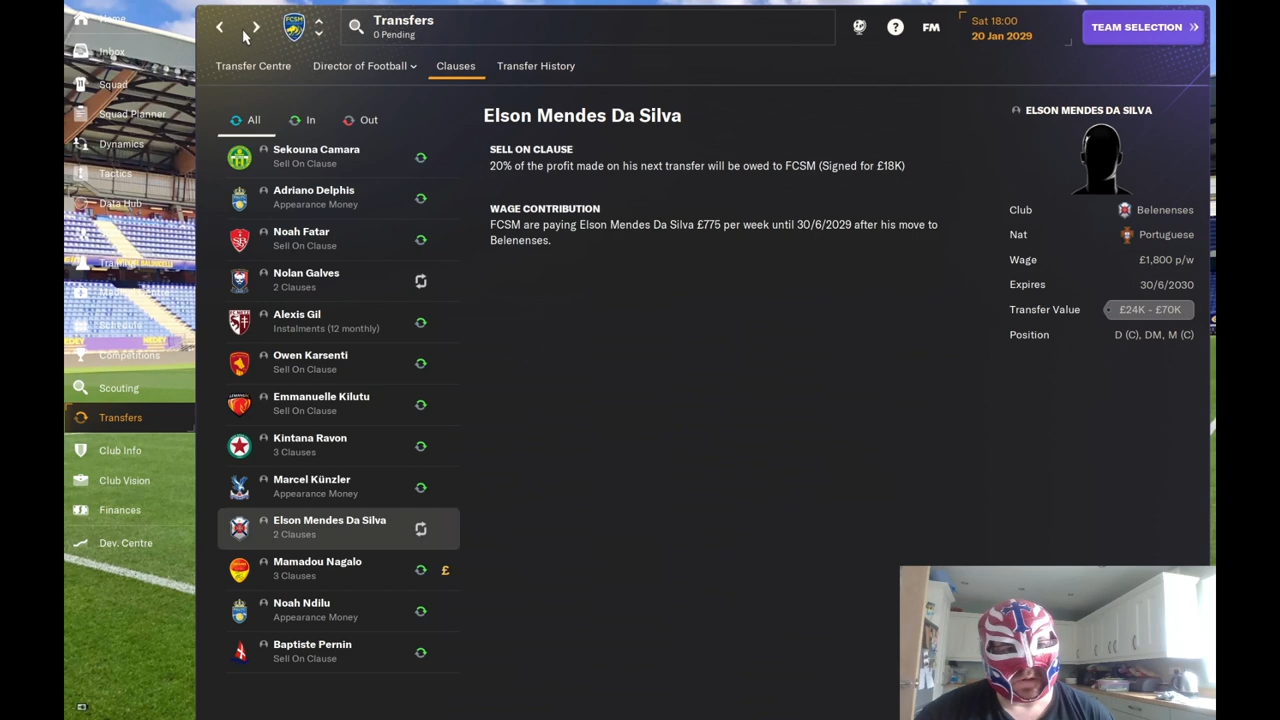 Home
FCSM
Transfers
0 Pending
?
FM
Sat 18:00
20 Jan 2029
TEAM SELECTION
Inbox
Squad
Squad Planner
Dynamics
Tactics
Data Hub
Schedule
Competitions
Scouting
Transfers
Club Info
Club Vision
Finances
Dev. Centre
Transfer Centre
Director of Football
Clauses
Transfer History
All
In
Out
Sekouna Camara
Sell On Clause
Adriano Delphis
Appearance Money
Noah Fatar
Sell On Clause
Nolan Galves
2 Clauses
Alexis Gil
Instalments (12 monthly)
Owen Karsenti
Sell On Clause
Emmanuelle Kilutu
Sell On Clause
Kintana Ravon
3 Clauses
Marcel Künzler
Appearance Money
Elson Mendes Da Silva
2 Clauses
Mamadou Nagalo
3 Clauses
£
Noah Ndilu
Appearance Money
Baptiste Pernin
Sell On Clause
Elson Mendes Da Silva
SELL ON CLAUSE
20% of the profit made on his next transfer will be owed to FCSM (Signed for £18K)
WAGE CONTRIBUTION
FCSM are paying Elson Mendes Da Silva £775 per week until 30/6/2029 after his move to
Belenenses.
ELSON MENDES DA SILVA
Club Belenenses
Nat Portuguese
Wage £1,800 p/w
Expires 30/6/2030
Transfer Value £24K - £70K
Position D (C), DM, M (C)